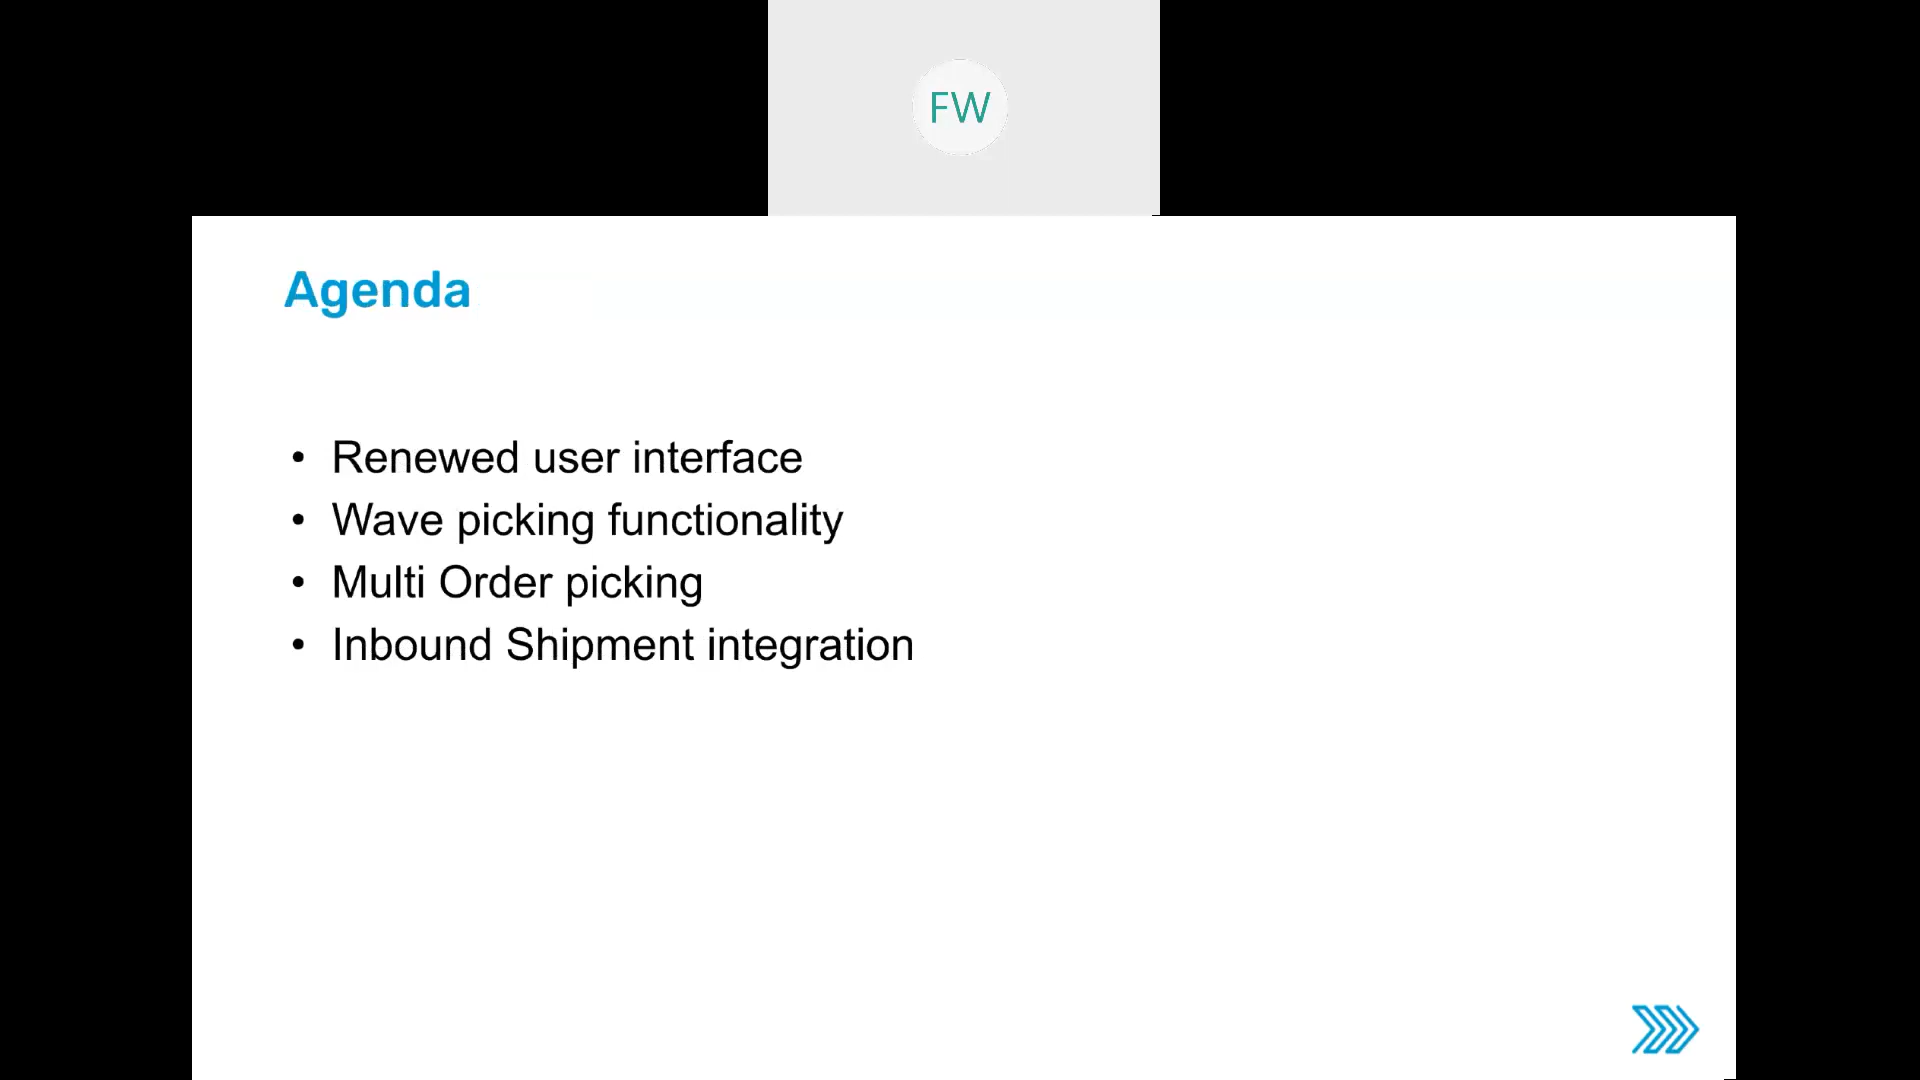 FW
Agenda
• Renewed user interface
• Wave picking functionality
• Multi Order picking
• Inbound Shipment integration